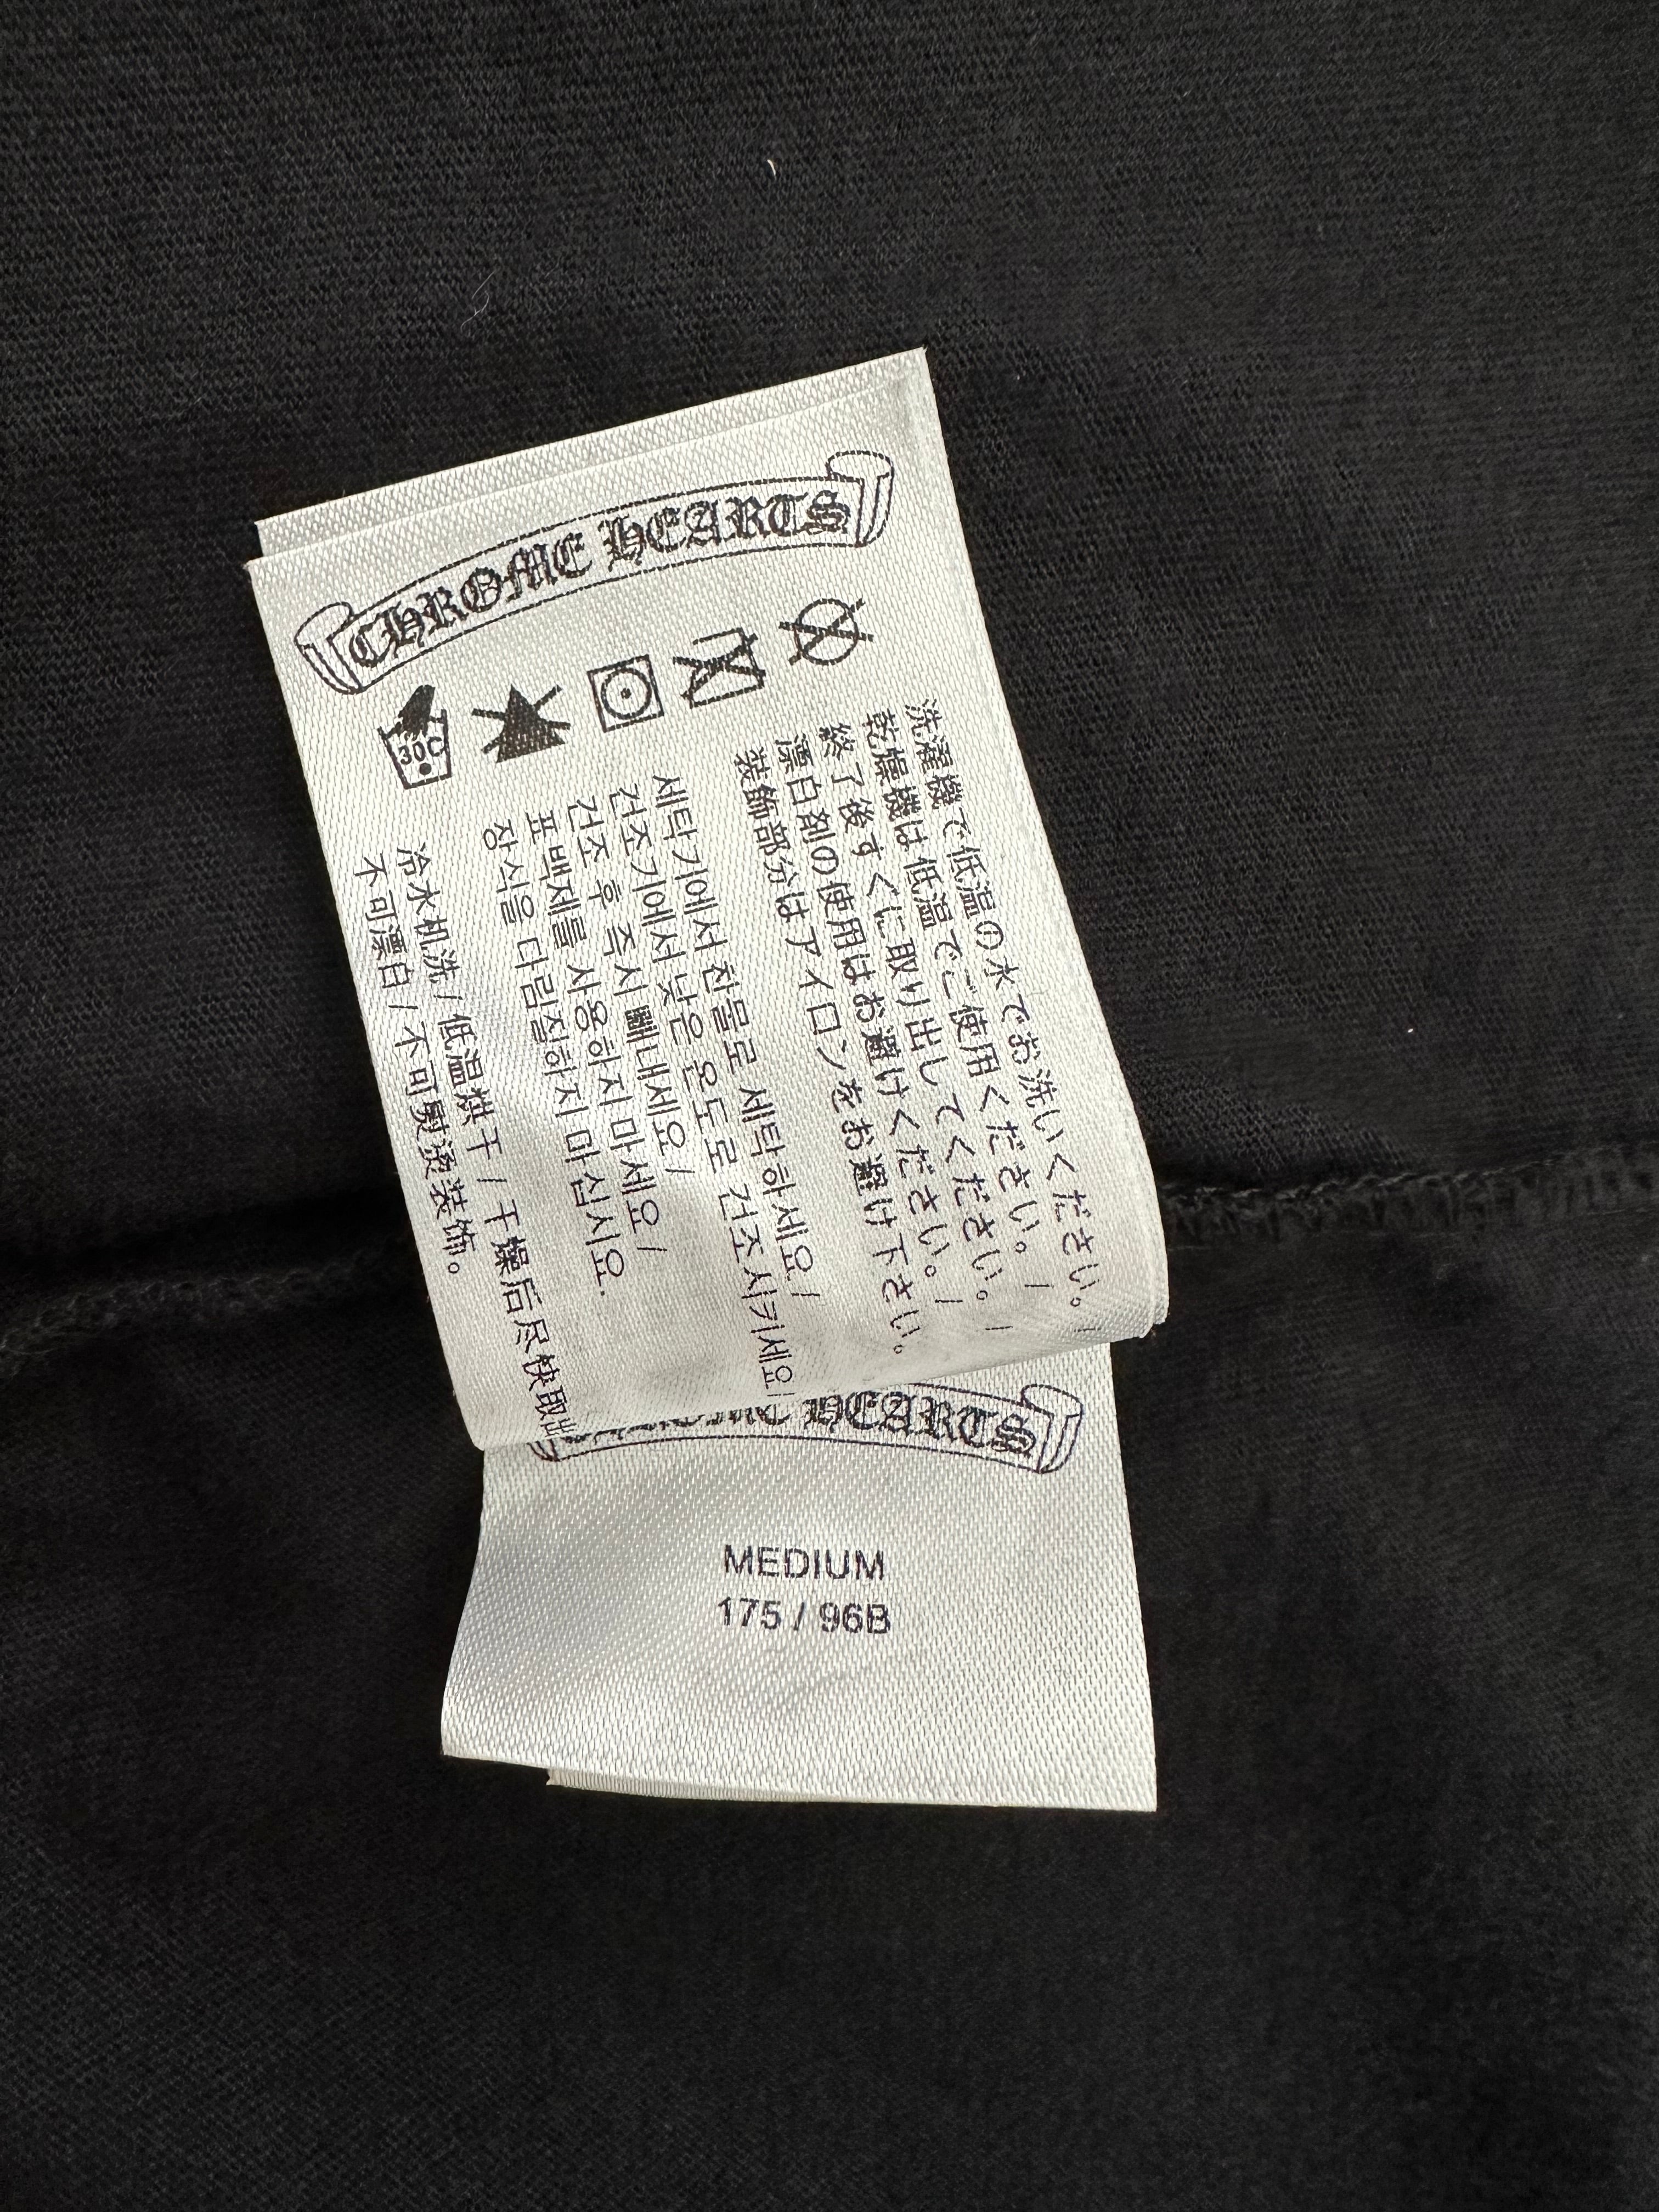 CHROME HEARTS
30C
洗濯機で低温の水でお洗いください。/
乾燥機は低温でご使用ください。/
終了後すぐに取り出してください。/
漂白剤の使用はお避けください。/
装飾部分はアイロンをお避け下さい。
세탁기에서 찬물로 세탁하세요 /
건조기에서 낮은 온도로 건조시키세요/
건조 후 즉시 빼내세요 /
표백제를 사용하지 마세요 /
장식을 다림질하지 마십시요.
冷水机洗 / 低温烘干 / 干燥后尽快取出
不可漂白 / 不可熨烫装饰。
HEARTS
MEDIUM
175 / 96B